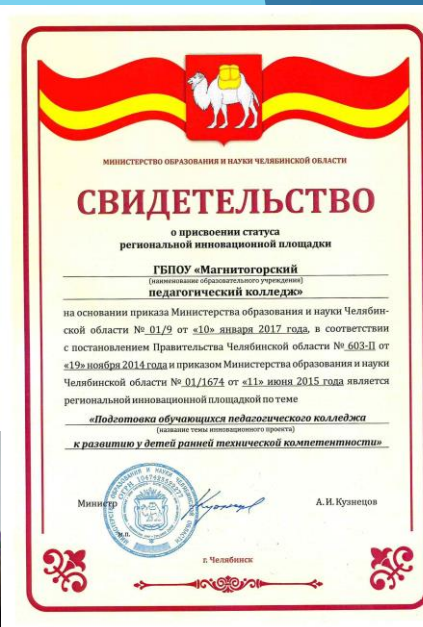 МИНИСТЕРСТВО ОБРАЗОВАНИЯ И НАУКИ ЧЕЛЯБИНСКОЙ ОБЛАСТИ
СВИДЕТЕЛЬСТВО
о присвоении статуса
региональной инновационной площадки
ГБПОУ «Магнитогорский
(наименование образовательного учреждения)
педагогический колледж»
на основании приказа Министерства образования и науки Челябин-
ской области № 01/9 от «10» января 2017 года, в соответствии
с постановлением Правительства Челябинской области № 603-П от
«19» ноября 2014 года и приказом Министерства образования и науки
Челябинской области № 01/1674 от «11» июня 2015 года является
региональной инновационной площадкой по теме
«Подготовка обучающихся педагогического колледжа
(название темы инновационного проекта)
к развитию у детей ранней технической компетентности»
Министр
А. И. Кузнецов
м.п.
г. Челябинск